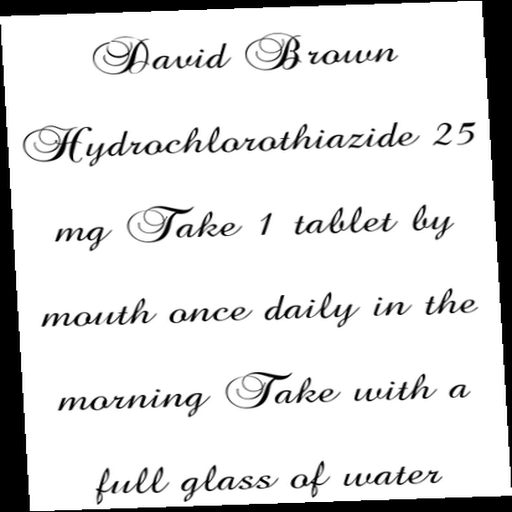 David Brown
Hydrochlorothiazide 25
mg Take 1 tablet by
mouth once daily in the
morning Take with a
full glass of water